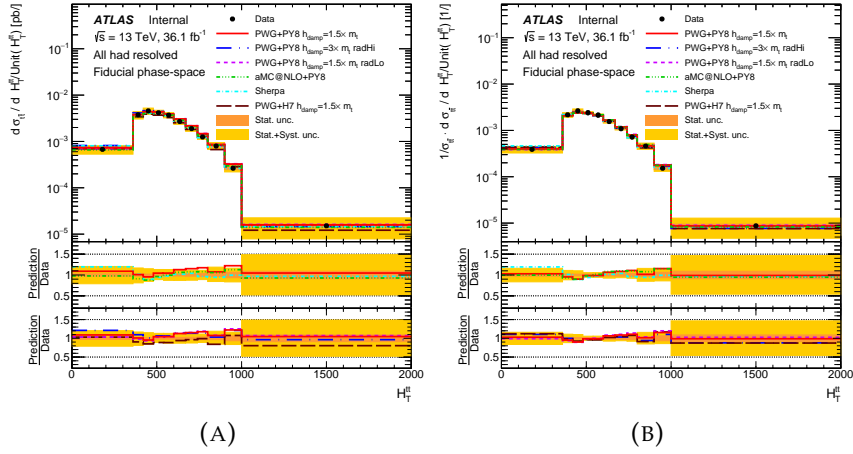 ATLAS Internal
√s = 13 TeV, 36.1 fb⁻¹
All had resolved
Fiducial phase-space
Data
PWG+PY8 h_damp=1.5× m_t
PWG+PY8 h_damp=3× m_t radHi
PWG+PY8 h_damp=1.5× m_t radLo
aMC@NLO+PY8
Sherpa
PWG+H7 h_damp=1.5× m_t
Stat. unc.
Stat.+Syst. unc.
d σ_tt̄ / d H_T^tt̄/Unit( H_T^tt̄) [pb/]
10⁻¹
10⁻²
10⁻³
10⁻⁴
10⁻⁵
Prediction
Data
1.5
1
0.5
Prediction
Data
1.5
1
0.5
0 500 1000 1500 2000
H_T^tt̄
(A)
ATLAS Internal
√s = 13 TeV, 36.1 fb⁻¹
All had resolved
Fiducial phase-space
Data
PWG+PY8 h_damp=1.5× m_t
PWG+PY8 h_damp=3× m_t radHi
PWG+PY8 h_damp=1.5× m_t radLo
aMC@NLO+PY8
Sherpa
PWG+H7 h_damp=1.5× m_t
Stat. unc.
Stat.+Syst. unc.
1/σ_tt̄ · d σ_tt̄ / d H_T^tt̄/Unit( H_T^tt̄) [1/]
10⁻¹
10⁻²
10⁻³
10⁻⁴
10⁻⁵
Prediction
Data
1.5
1
0.5
Prediction
Data
1.5
1
0.5
0 500 1000 1500 2000
H_T^tt̄
(B)